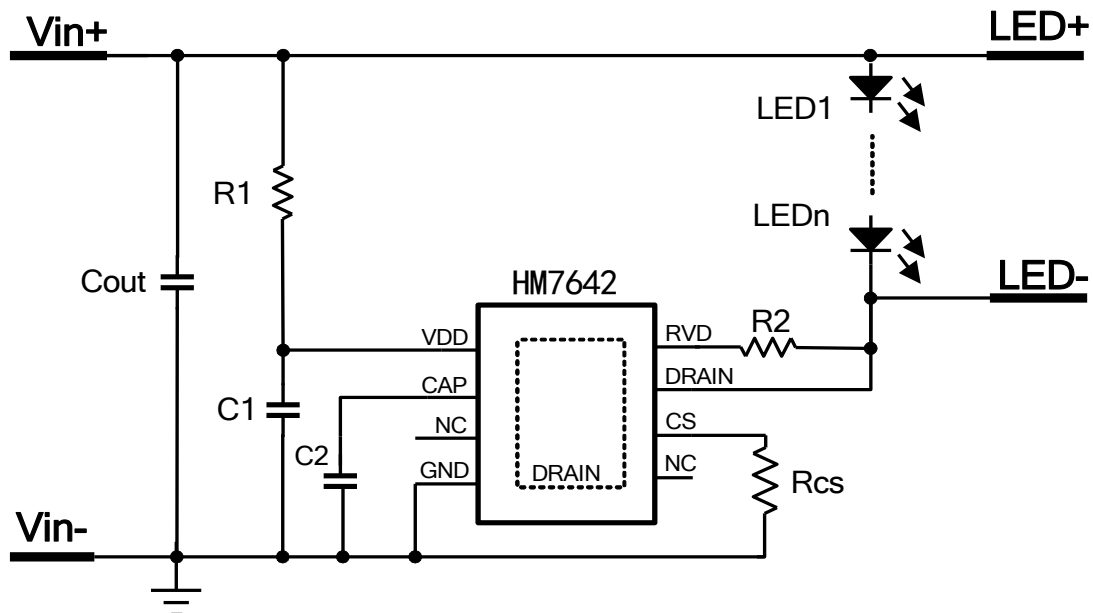 Vin+
LED+
LED1
R1
LEDn
Cout
HM7642
LED-
VDD
RVD
R2
CAP
DRAIN
C1
NC
CS
C2
GND
DRAIN
NC
Rcs
Vin-